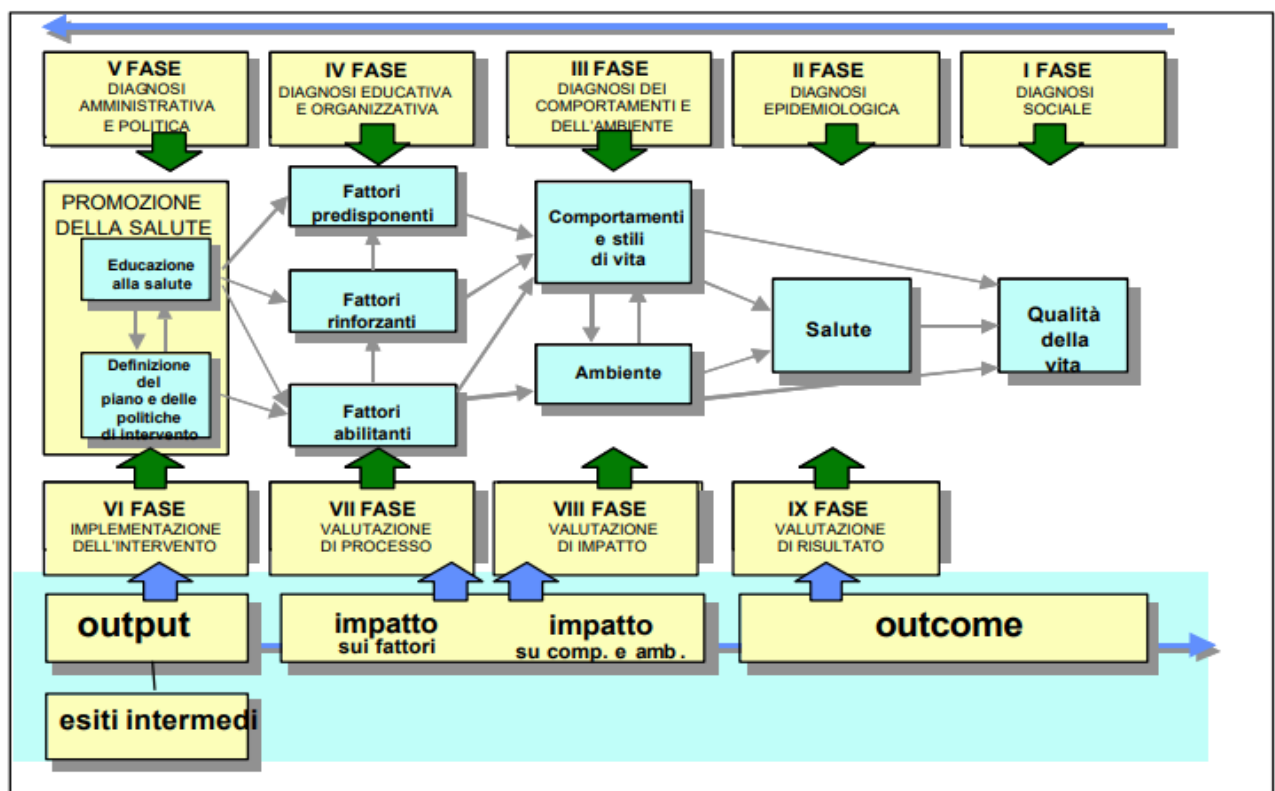 V FASE
DIAGNOSI
AMMINISTRATIVA
E POLITICA
IV FASE
DIAGNOSI EDUCATIVA
E ORGANIZZATIVA
III FASE
DIAGNOSI DEI
COMPORTAMENTI E
DELL'AMBIENTE
II FASE
DIAGNOSI
EPIDEMIOLOGICA
I FASE
DIAGNOSI
SOCIALE
PROMOZIONE
DELLA SALUTE
Educazione
alla salute
Definizione
del
piano e delle
politiche
di intervento
Fattori
predisponenti
Fattori
rinforzanti
Fattori
abilitanti
Comportamenti
e stili
di vita
Ambiente
Salute
Qualità
della
vita
VI FASE
IMPLEMENTAZIONE
DELL'INTERVENTO
VII FASE
VALUTAZIONE
DI PROCESSO
VIII FASE
VALUTAZIONE
DI IMPATTO
IX FASE
VALUTAZIONE
DI RISULTATO
output
impatto
sui fattori
impatto
su comp. e amb.
outcome
esiti intermedi